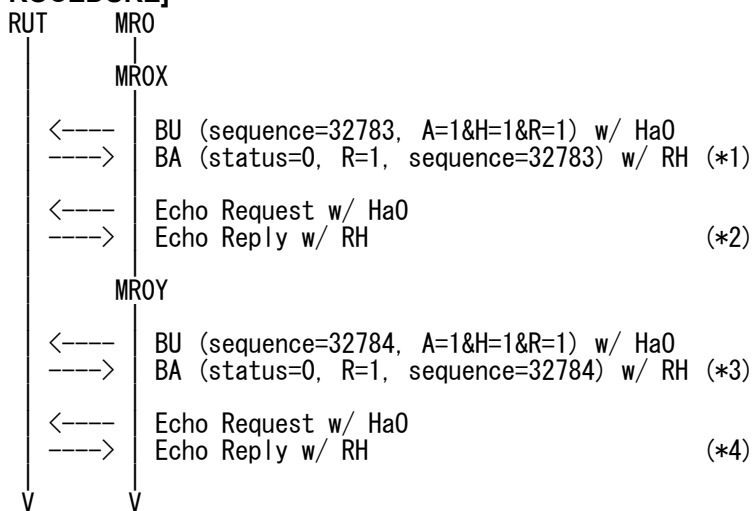 ROCEDURE]
RUT MR0
MR0X
<---- BU (sequence=32783, A=1&H=1&R=1) w/ Ha0
----> BA (status=0, R=1, sequence=32783) w/ RH (*1)
<---- Echo Request w/ Ha0
----> Echo Reply w/ RH (*2)
MR0Y
<---- BU (sequence=32784, A=1&H=1&R=1) w/ Ha0
----> BA (status=0, R=1, sequence=32784) w/ RH (*3)
<---- Echo Request w/ Ha0
----> Echo Reply w/ RH (*4)
V V